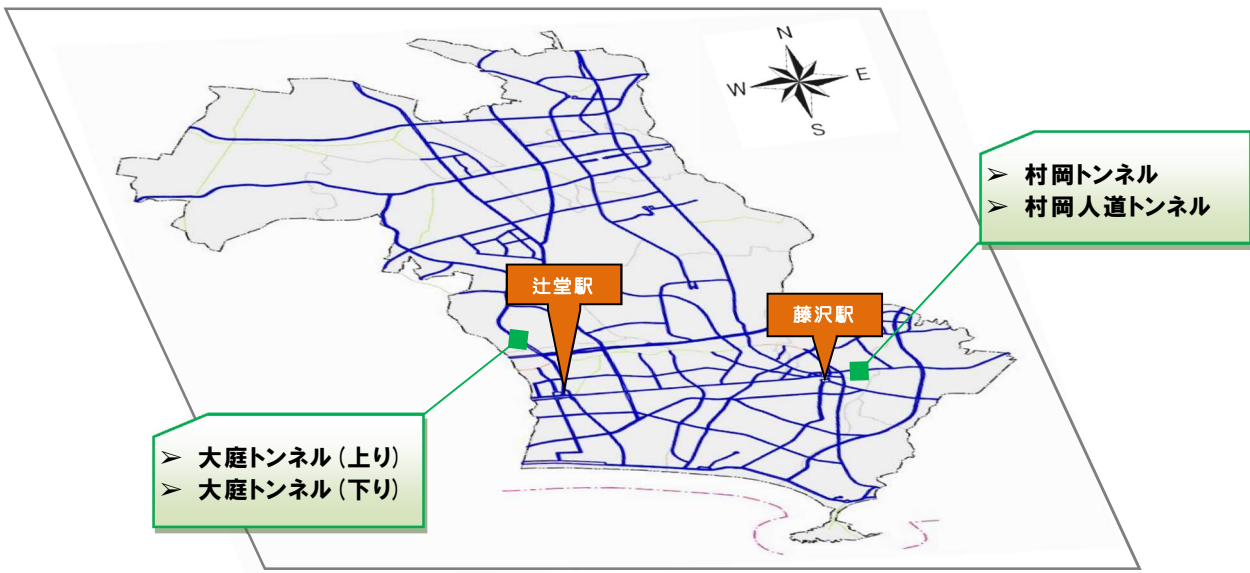 N
W
E
S
➢ 村岡トンネル
➢ 村岡人道トンネル
辻堂駅
藤沢駅
➢ 大庭トンネル(上り)
➢ 大庭トンネル(下り)